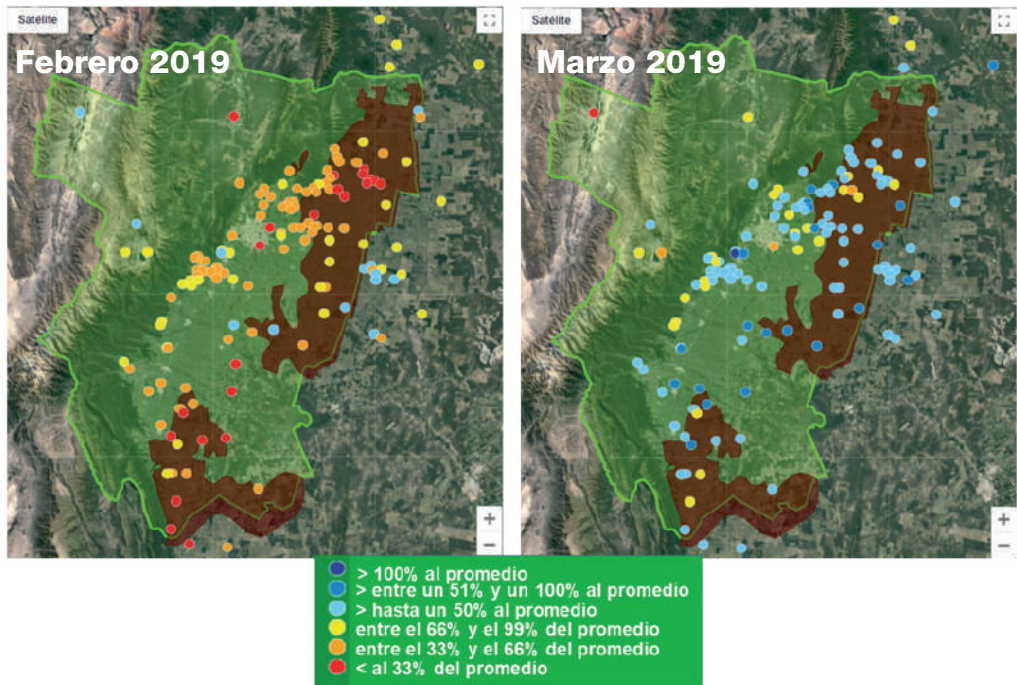 Satélite
Febrero 2019
+
−
Satélite
Marzo 2019
+
−
> 100% al promedio
> entre un 51% y un 100% al promedio
> hasta un 50% al promedio
entre el 66% y el 99% del promedio
entre el 33% y el 66% del promedio
< al 33% del promedio